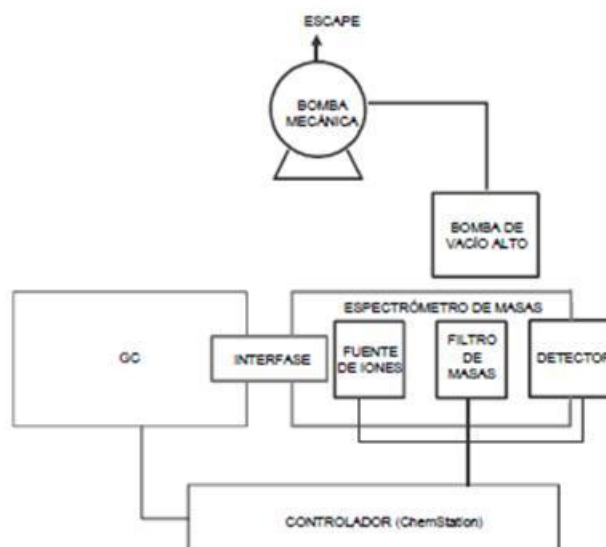 ESCAPE
BOMBA
MECÁNICA
BOMBA DE
VACÍO ALTO
ESPECTRÓMETRO DE MASAS
GC
INTERFASE
FUENTE
DE IONES
FILTRO
DE
MASAS
DETECTOR
CONTROLADOR (ChemStation)